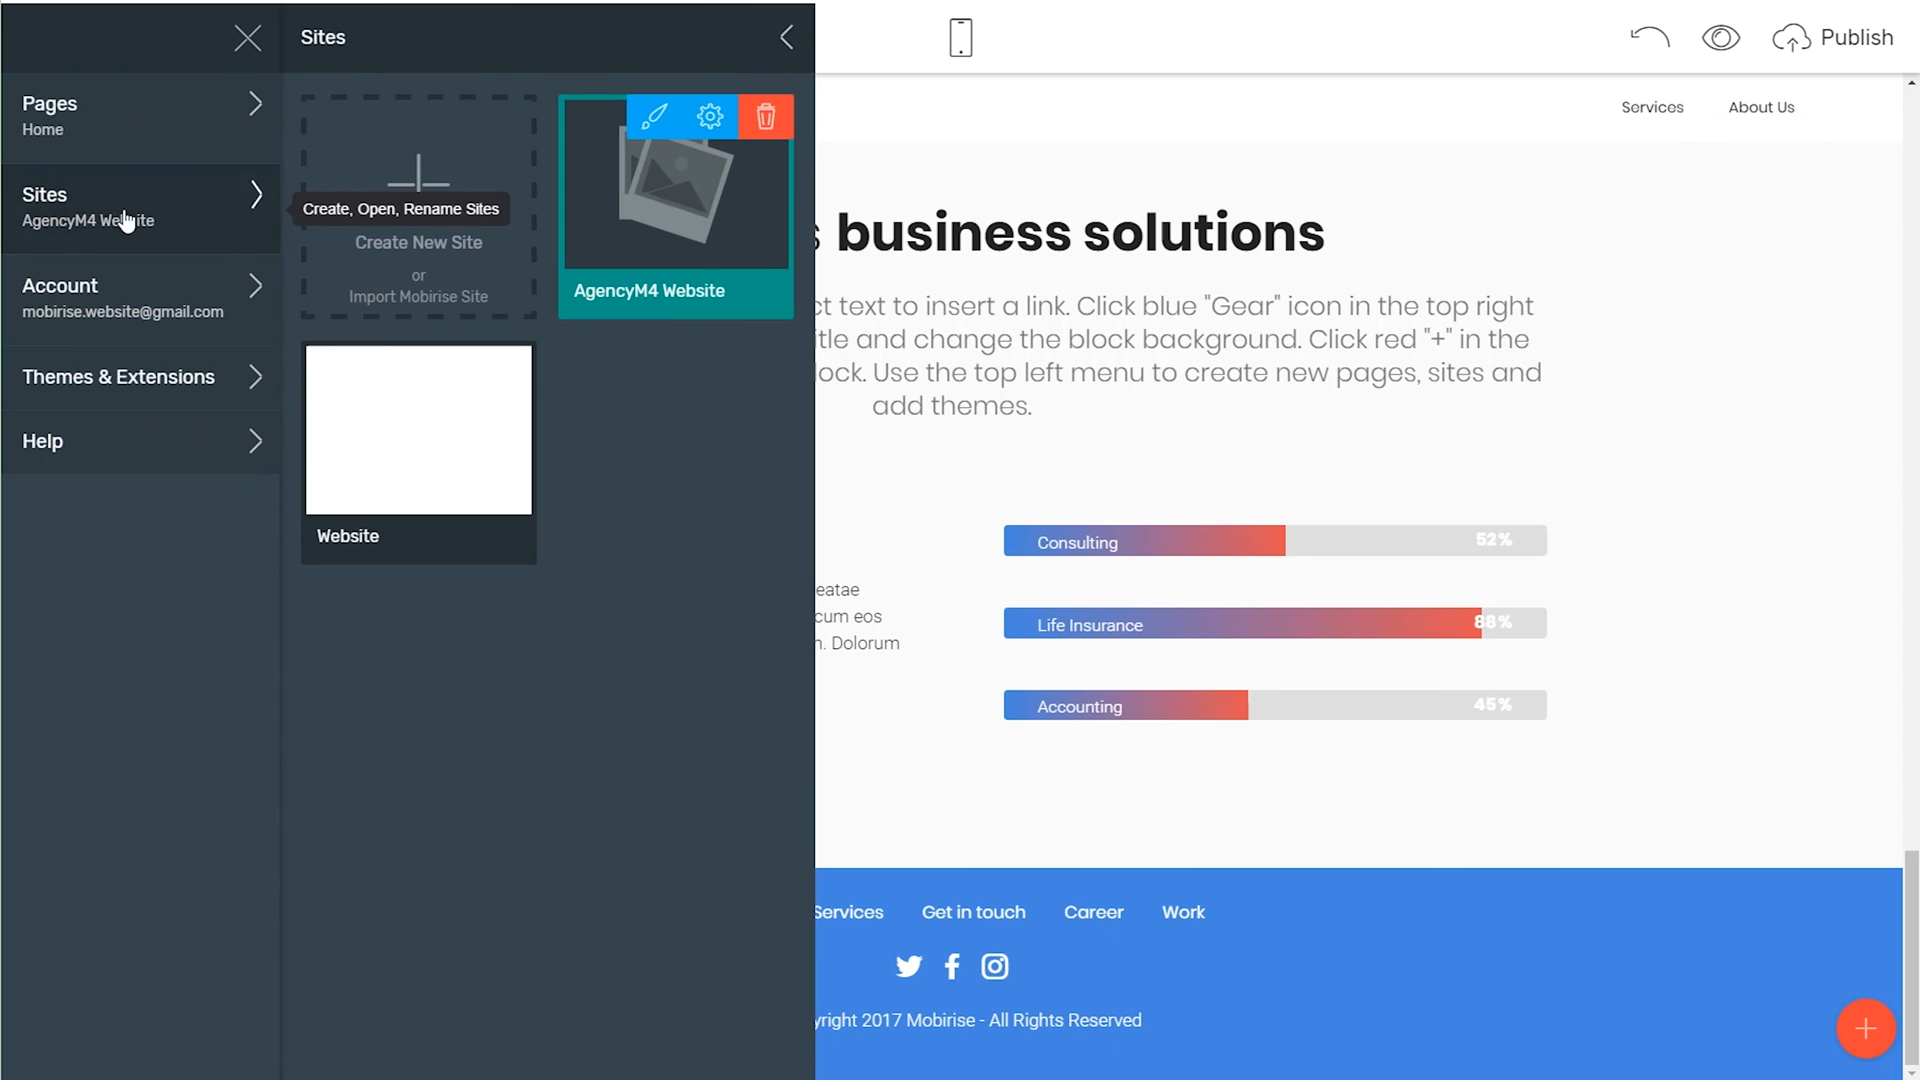 Sites
Publish
Pages
Home
Sites
AgencyM4 Website
Account
mobirise.website@gmail.com
Themes & Extensions
Help
Create, Open, Rename Sites
Create New Site
or
Import Mobirise Site
AgencyM4 Website
Website
Services
About Us
s business solutions
ct text to insert a link. Click blue "Gear" icon in the top right
itle and change the block background. Click red "+" in the
lock. Use the top left menu to create new pages, sites and
add themes.
eatae
cum eos
n. Dolorum
Consulting 52%
Life Insurance 88%
Accounting 45%
Services Get in touch Career Work
yright 2017 Mobirise - All Rights Reserved